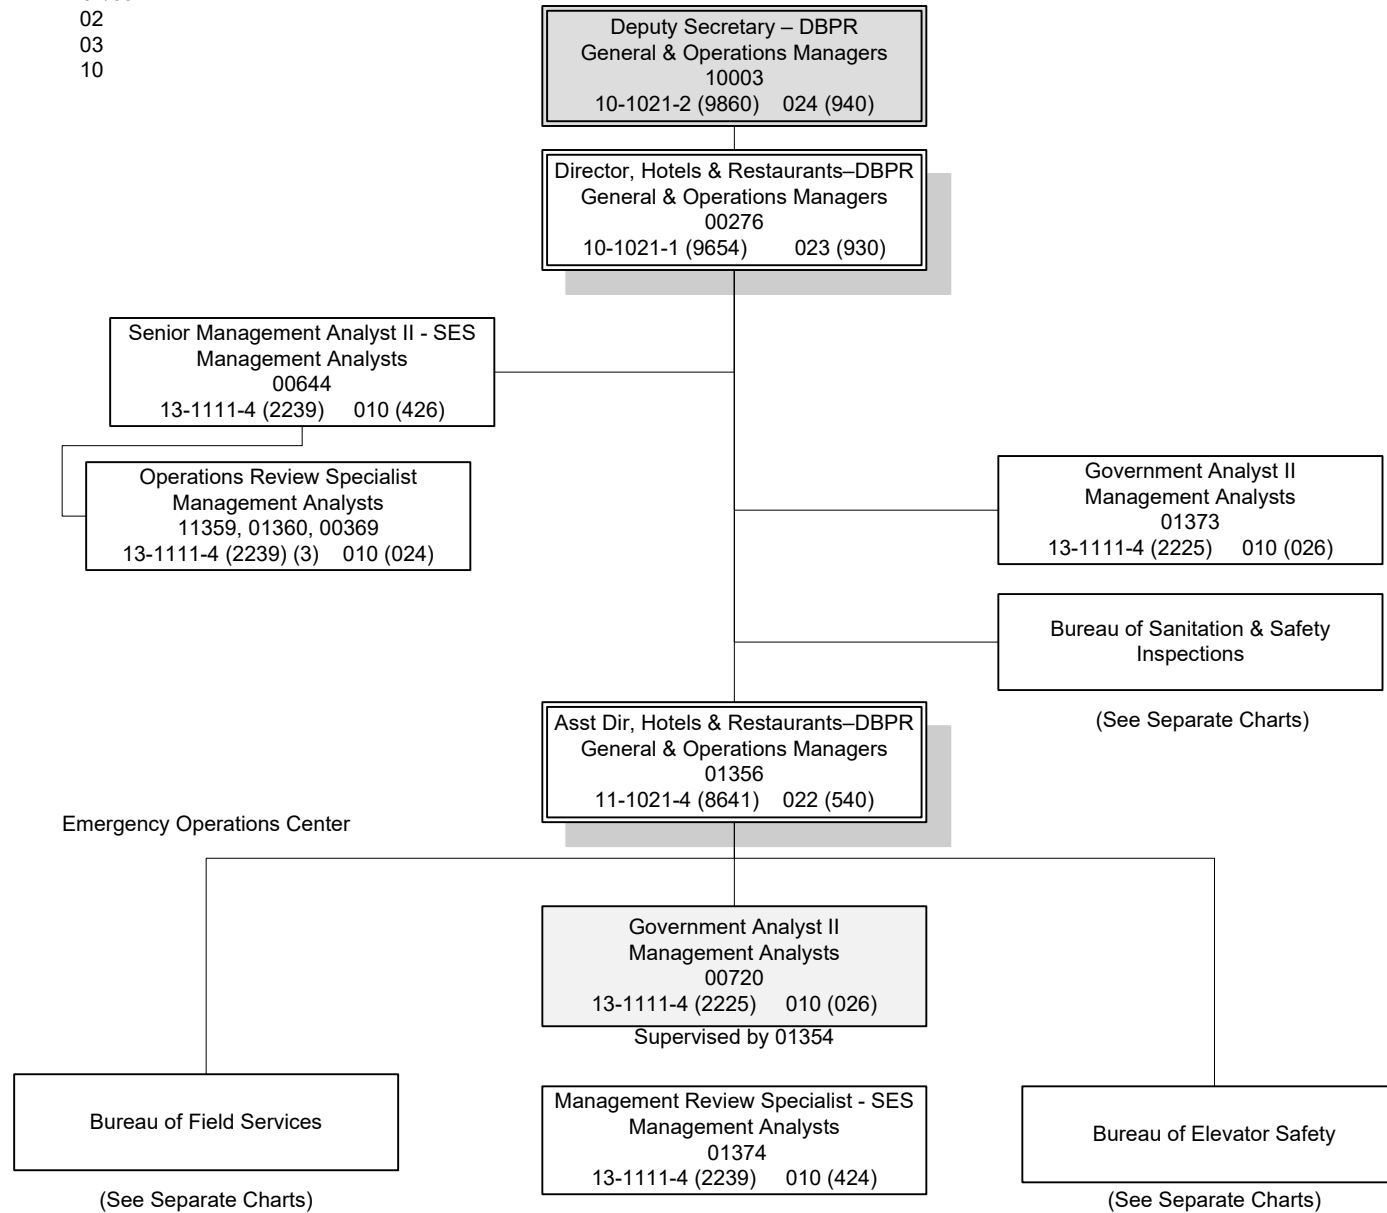 02
03
10
Deputy Secretary – DBPR
General & Operations Managers
10003
10-1021-2 (9860) 024 (940)
Director, Hotels & Restaurants–DBPR
General & Operations Managers
00276
10-1021-1 (9654) 023 (930)
Senior Management Analyst II - SES
Management Analysts
00644
13-1111-4 (2239) 010 (426)
Operations Review Specialist
Management Analysts
11359, 01360, 00369
13-1111-4 (2239) (3) 010 (024)
Government Analyst II
Management Analysts
01373
13-1111-4 (2225) 010 (026)
Bureau of Sanitation & Safety
Inspections
(See Separate Charts)
Asst Dir, Hotels & Restaurants–DBPR
General & Operations Managers
01356
11-1021-4 (8641) 022 (540)
Emergency Operations Center
Government Analyst II
Management Analysts
00720
13-1111-4 (2225) 010 (026)
Supervised by 01354
Bureau of Field Services
(See Separate Charts)
Management Review Specialist - SES
Management Analysts
01374
13-1111-4 (2239) 010 (424)
Bureau of Elevator Safety
(See Separate Charts)